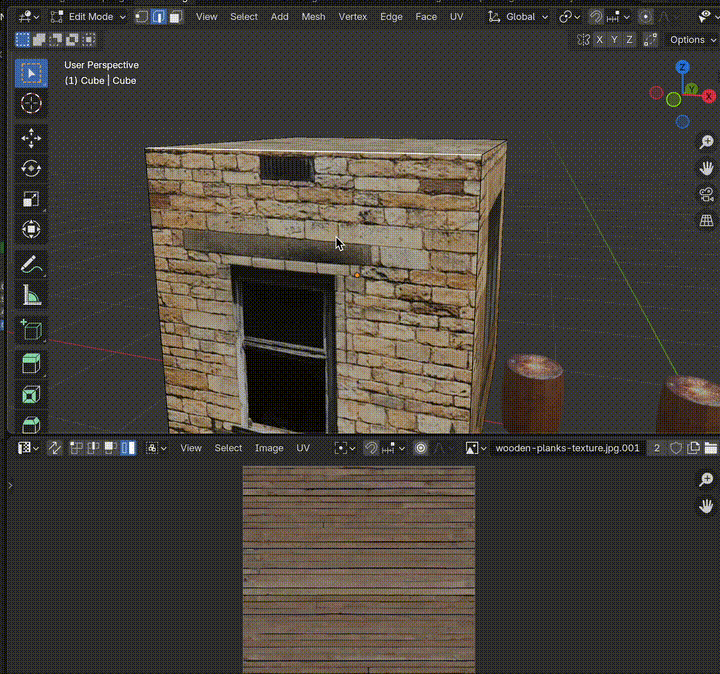 Edit Mode View Select Add Mesh Vertex Edge Face UV Global
X Y Z Options
User Perspective
(1) Cube | Cube
Z
Y
X
View Select Image UV wooden-planks-texture.jpg.001 2